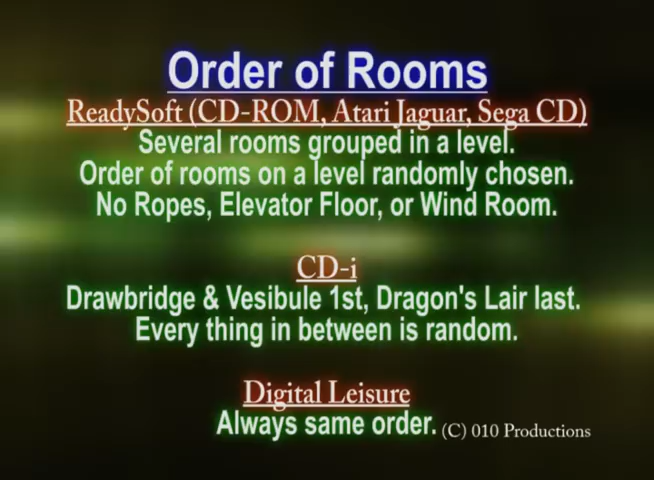 Order of Rooms
ReadySoft (CD-ROM, Atari Jaguar, Sega CD)
Several rooms grouped in a level.
Order of rooms on a level randomly chosen.
No Ropes, Elevator Floor, or Wind Room.
CD-i
Drawbridge & Vesibule 1st, Dragon's Lair last.
Every thing in between is random.
Digital Leisure
Always same order.
(C) 010 Productions